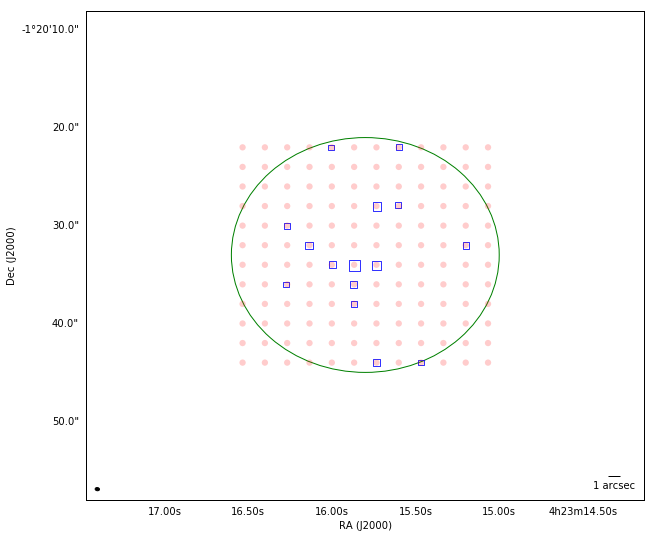 -1°20'10.0"
20.0"
30.0"
40.0"
50.0"
Dec (J2000)
1 arcsec
17.00s 16.50s 16.00s 15.50s 15.00s 4h23m14.50s
RA (J2000)